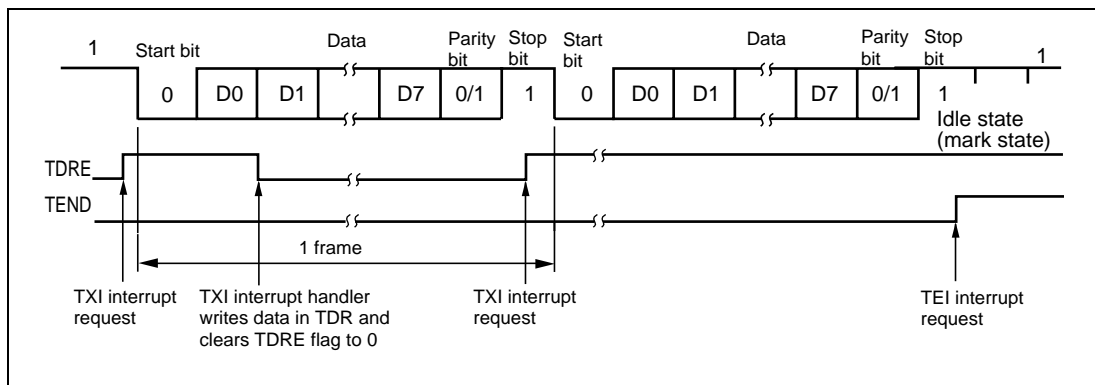 1
Start bit
Data
Parity bit
Stop bit
Start bit
Data
Parity bit
Stop bit
1
0 D0 D1 D7 0/1 1 0 D0 D1 D7 0/1 1
Idle state
(mark state)
TDRE
TEND
1 frame
TXI interrupt
request
TXI interrupt handler
writes data in TDR and
clears TDRE flag to 0
TXI interrupt
request
TEI interrupt
request